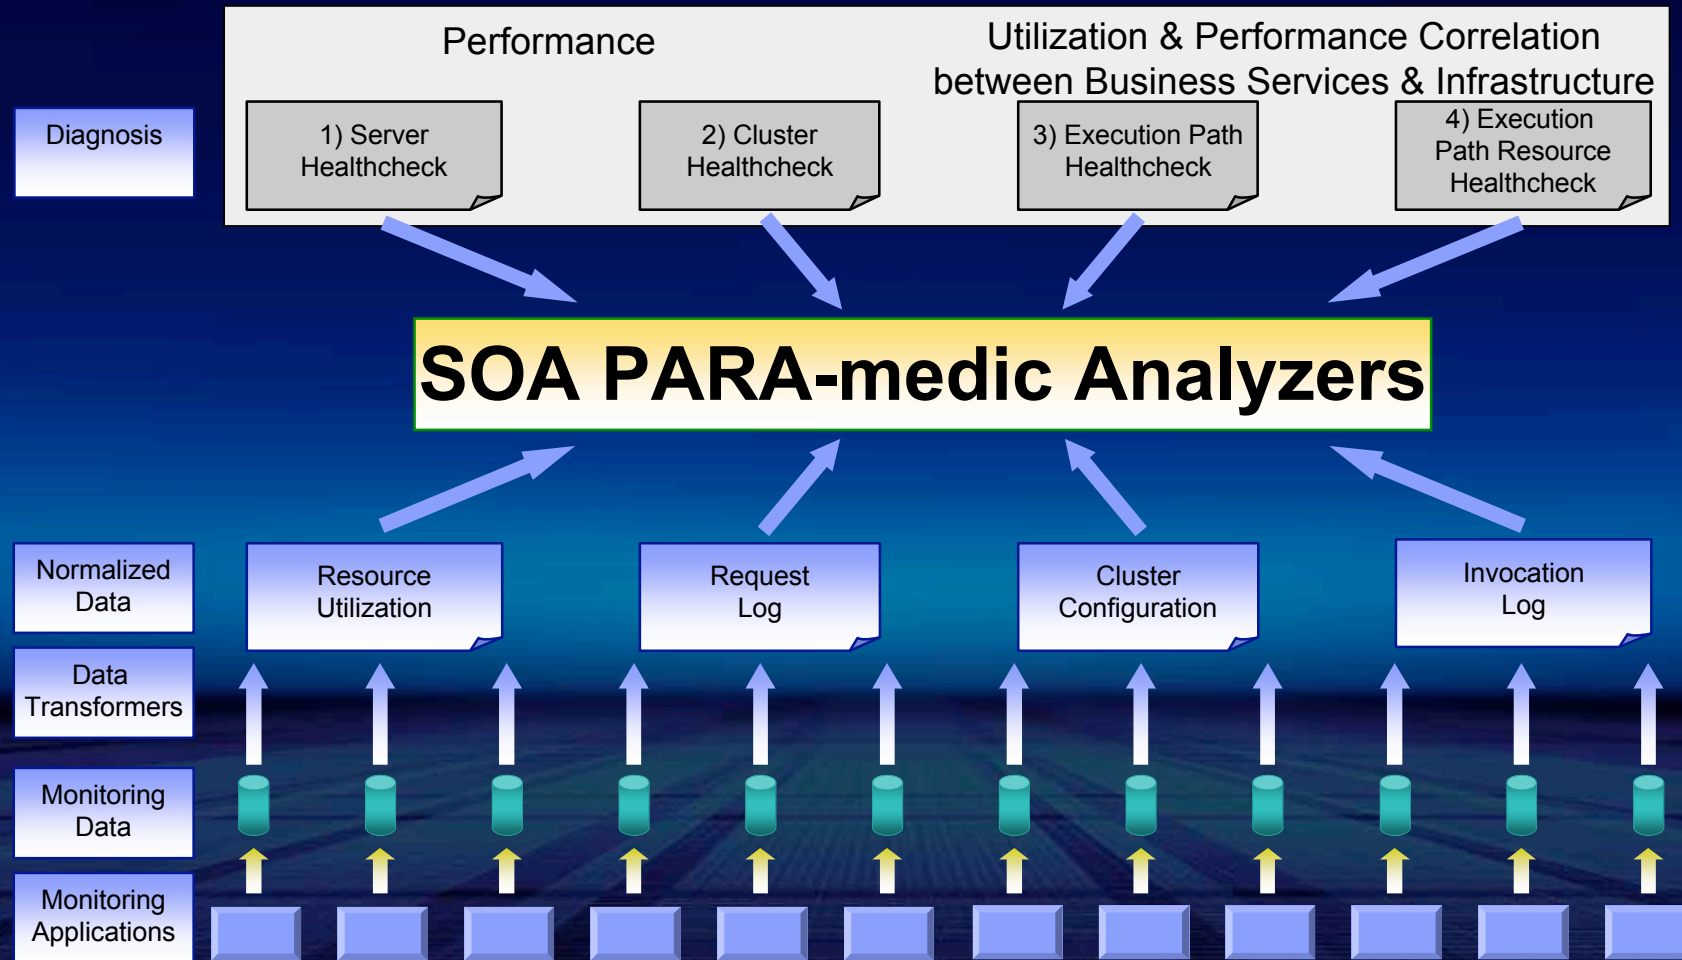 Performance
Utilization & Performance Correlation
between Business Services & Infrastructure
Diagnosis
1) Server
Healthcheck
2) Cluster
Healthcheck
3) Execution Path
Healthcheck
4) Execution
Path Resource
Healthcheck
SOA PARA-medic Analyzers
Normalized
Data
Resource
Utilization
Request
Log
Cluster
Configuration
Invocation
Log
Data
Transformers
Monitoring
Data
Monitoring
Applications